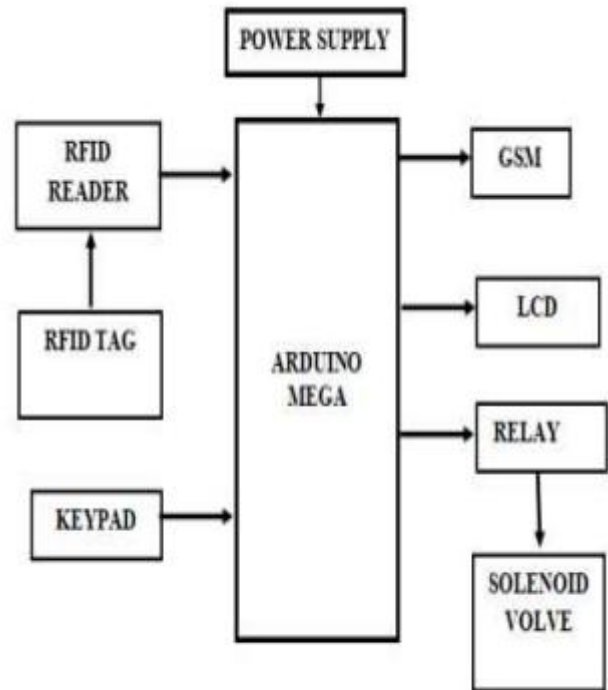 POWER SUPPLY
RFID
READER
GSM
RFID TAG
LCD
ARDUINO
MEGA
RELAY
KEYPAD
SOLENOID
VOLVE